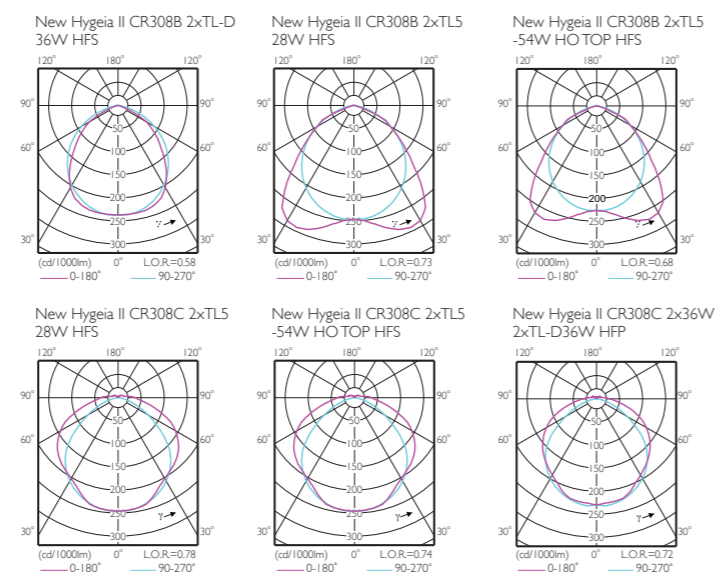 New Hygeia II CR308B 2xTL-D
36W HFS
120° 180° 120°
90° 90°
50
60° 100 60°
150
200
250 γ
30° 300 30°
(cd/1000lm) 0° L.O.R.=0.58
0-180° 90-270°
New Hygeia II CR308B 2xTL5
28W HFS
120° 180° 120°
90° 90°
50
60° 100 60°
150
200
250 γ
30° 300 30°
(cd/1000lm) 0° L.O.R.=0.73
0-180° 90-270°
New Hygeia II CR308B 2xTL5
-54W HO TOP HFS
120° 180° 120°
90° 90°
50
60° 100 60°
150
200
250 γ
30° 300 30°
(cd/1000lm) 0° L.O.R.=0.68
0-180° 90-270°
New Hygeia II CR308C 2xTL5
28W HFS
120° 180° 120°
90° 90°
50
60° 100 60°
150
200
250 γ
30° 300 30°
(cd/1000lm) 0° L.O.R.=0.78
0-180° 90-270°
New Hygeia II CR308C 2xTL5
-54W HO TOP HFS
120° 180° 120°
90° 90°
50
60° 100 60°
150
200
250 γ
30° 300 30°
(cd/1000lm) 0° L.O.R.=0.74
0-180° 90-270°
New Hygeia II CR308C 2x36W
2xTL-D36W HFP
120° 180° 120°
90° 90°
50
60° 100 60°
150
200
250 γ
30° 300 30°
(cd/1000lm) 0° L.O.R.=0.72
0-180° 90-270°